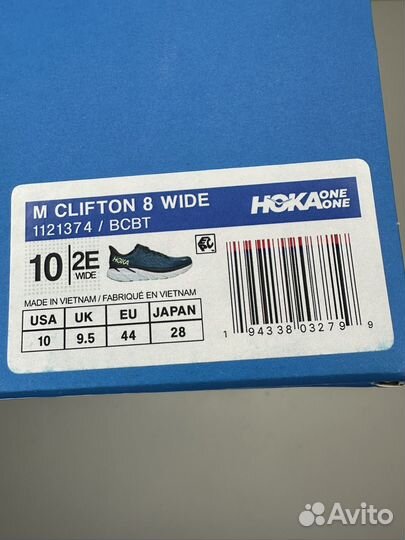 M CLIFTON 8 WIDE
1121374 / BCBT
HOKA ONE ONE
10 2E WIDE
HOKA
MADE IN VIETNAM / FABRIQUÉ EN VIETNAM
USA UK EU JAPAN
10 9.5 44 28
1 94338 03279 9
Avito